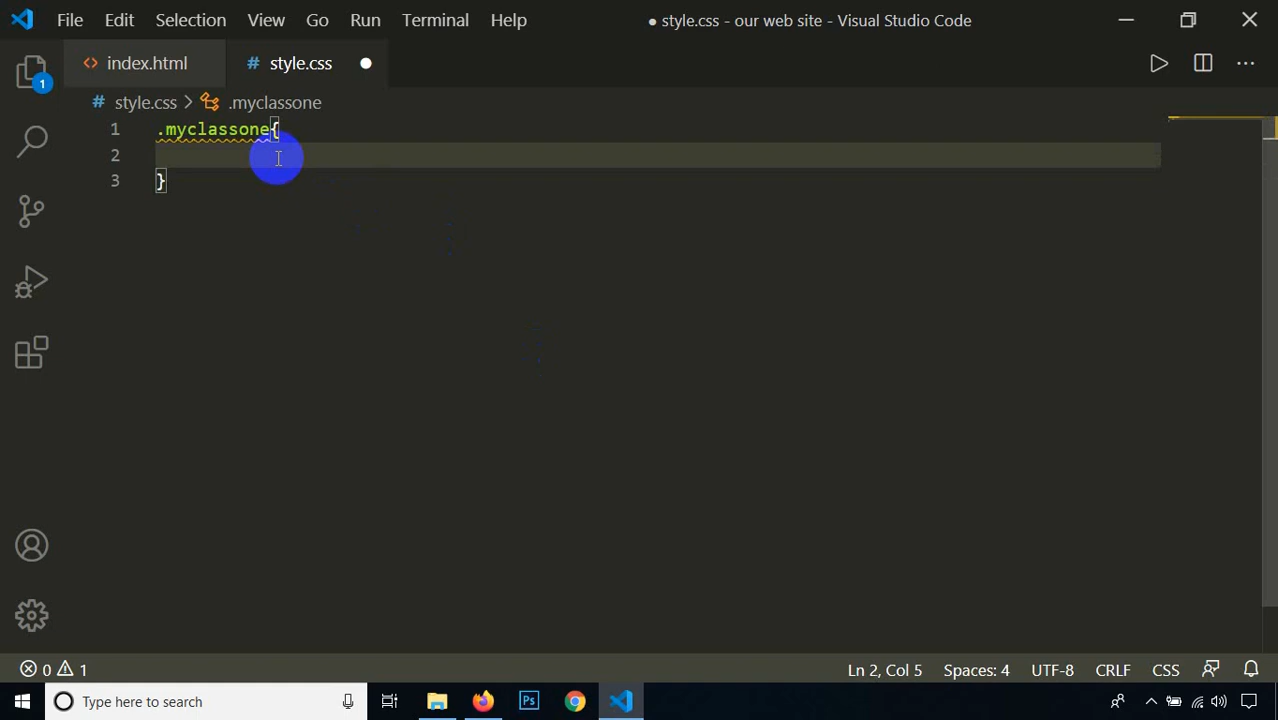 File Edit Selection View Go Run Terminal Help
● style.css - our web site - Visual Studio Code
1
<> index.html
# style.css ●
# style.css > .myclassone
1 .myclassone{
2
3 }
0 1
Ln 2, Col 5 Spaces: 4 UTF-8 CRLF CSS
Type here to search
Ps